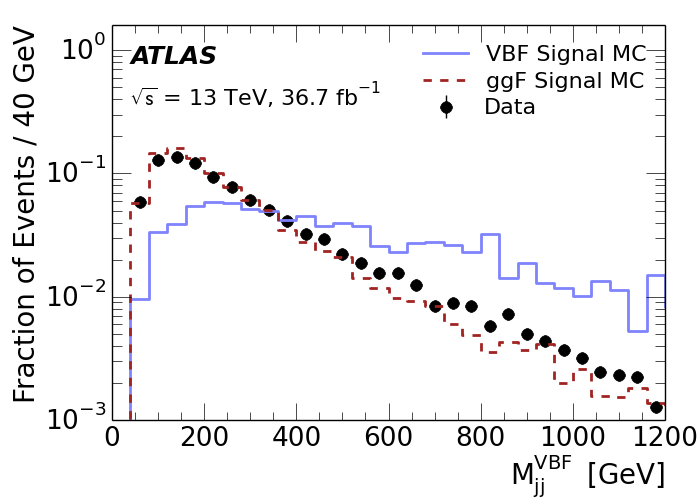 ATLAS
√s = 13 TeV, 36.7 fb⁻¹
VBF Signal MC
ggF Signal MC
Data
Fraction of Events / 40 GeV
10⁰
10⁻¹
10⁻²
10⁻³
0 200 400 600 800 1000 1200
M_jj^VBF [GeV]